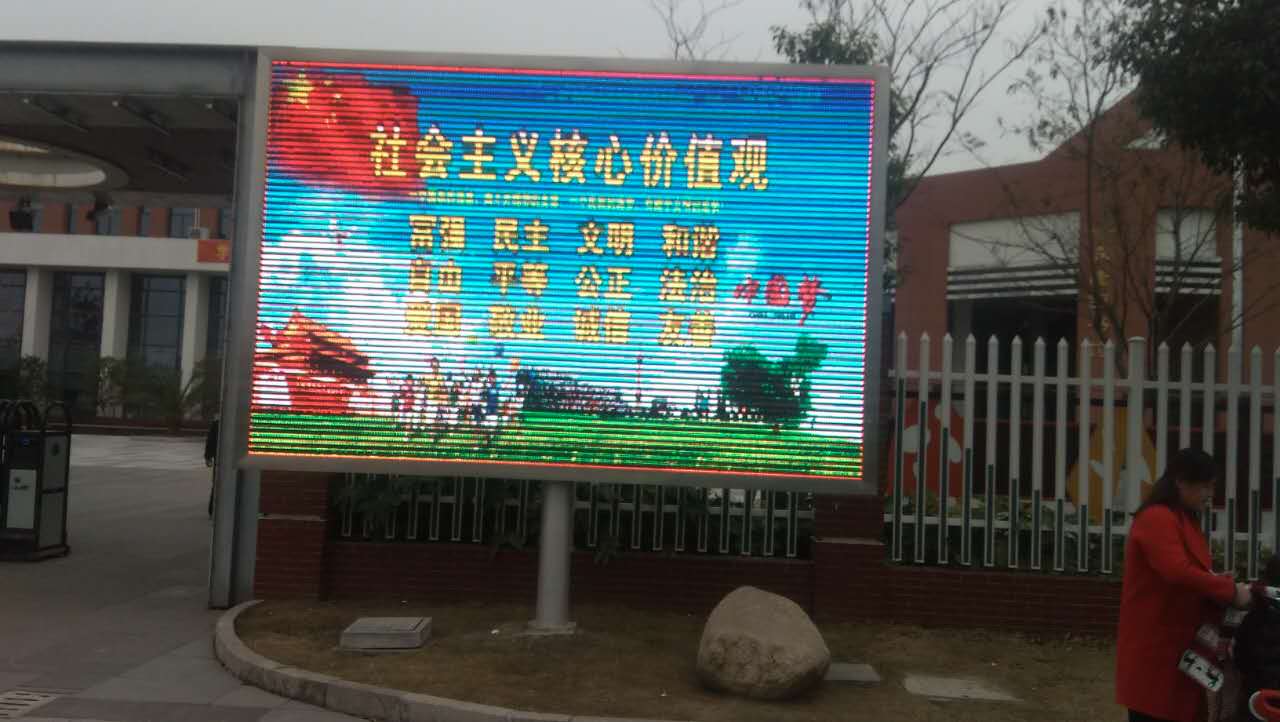 社会主义核心价值观
富强 民主 文明 和谐
自由 平等 公正 法治
爱国 敬业 诚信 友善
中国梦